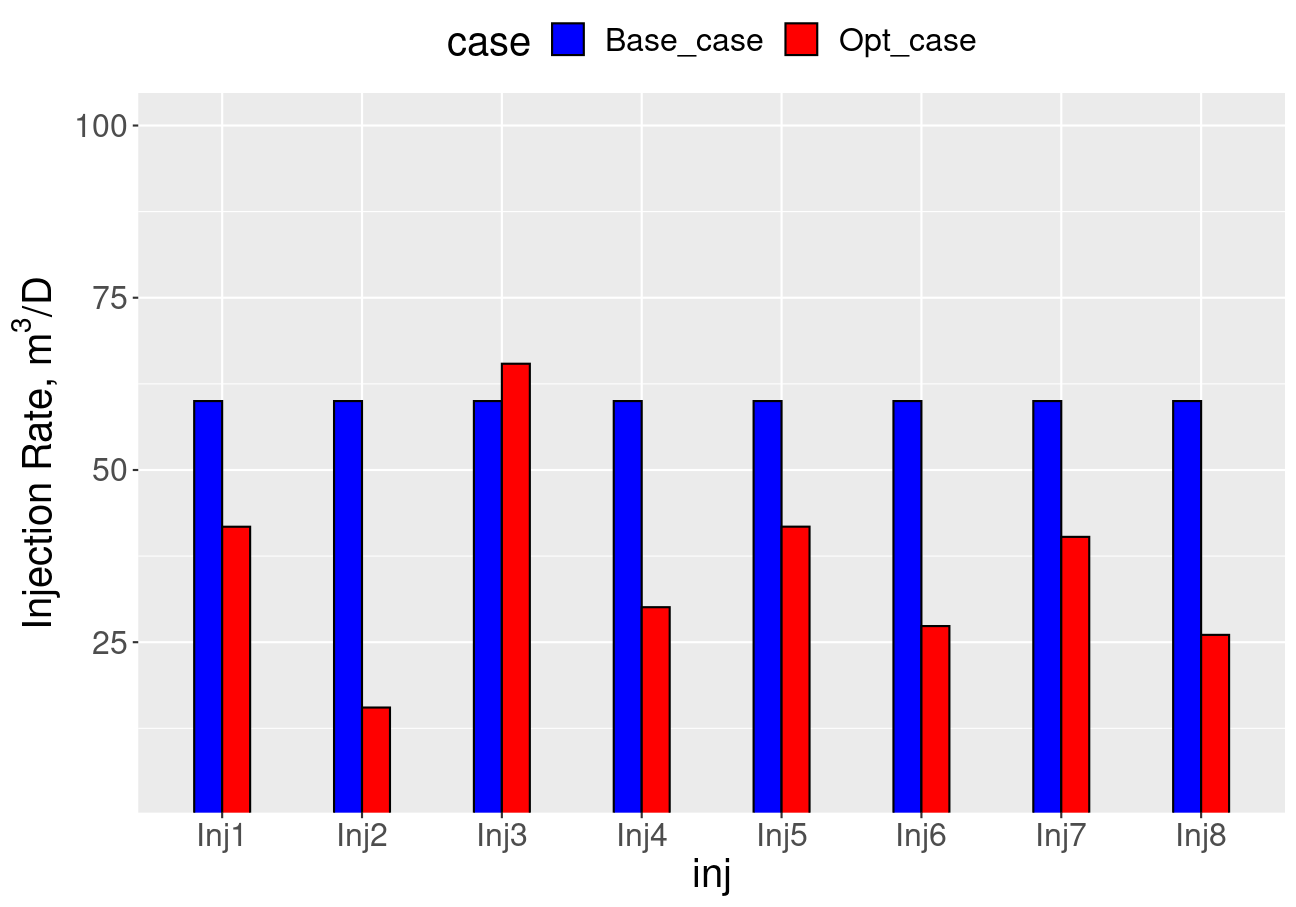 case Base_case Opt_case
Injection Rate, m³/D
100
75
50
25
Inj1 Inj2 Inj3 Inj4 Inj5 Inj6 Inj7 Inj8
inj